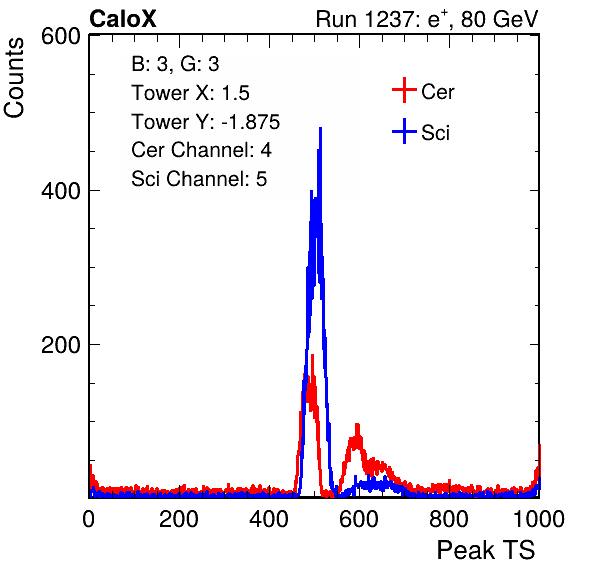 CaloX Run 1237: e⁺, 80 GeV
B: 3, G: 3
Tower X: 1.5
Tower Y: -1.875
Cer Channel: 4
Sci Channel: 5
Cer
Sci
Counts
600
400
200
0 200 400 600 800 1000
Peak TS